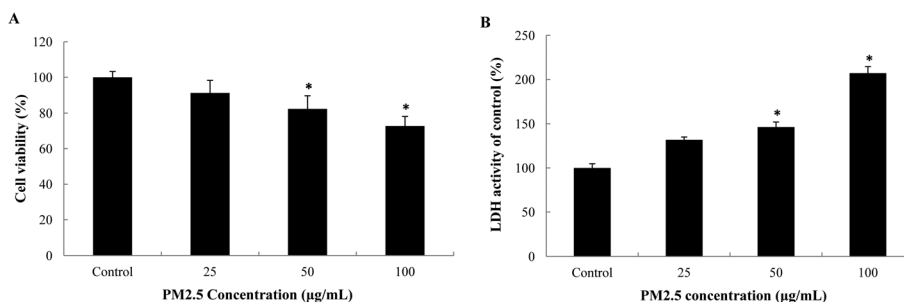 A
Cell viability (%)
120
100
80
60
40
20
0
Control 25 50 100
PM2.5 Concentration (μg/mL)
* *
B
LDH activity of control (%)
250
200
150
100
50
0
Control 25 50 100
PM2.5 concentration (μg/mL)
* *